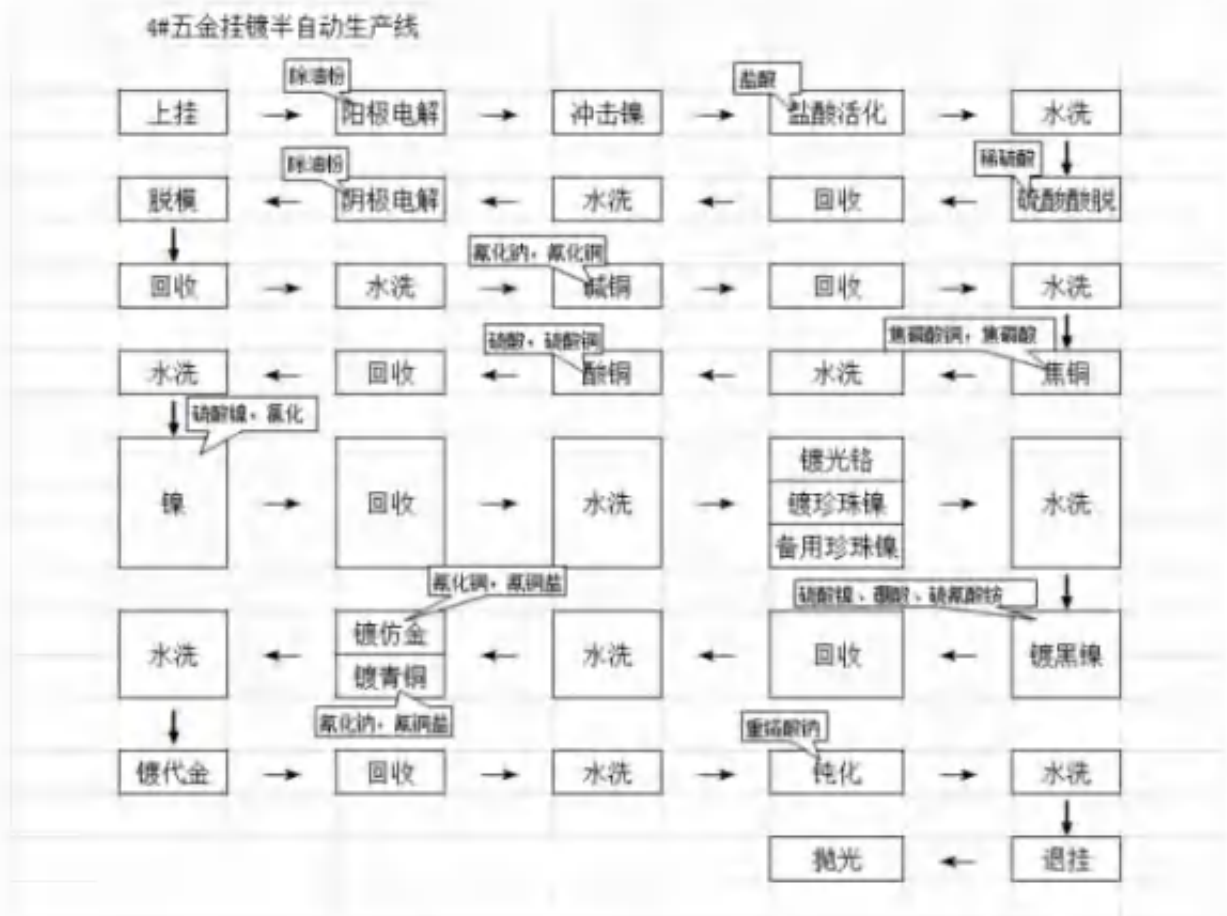 4#五金挂镀半自动生产线
除油粉
盐酸
上挂
阳极电解
冲击镍
盐酸活化
水洗
除油粉
稀硫酸
脱模
阴极电解
水洗
回收
硫酸酸脱
氰化钠，氰化铜
回收
水洗
碱铜
回收
水洗
硫酸，硫酸铜
焦磷酸铜，焦磷酸
水洗
回收
酸铜
水洗
焦铜
硫酸镍，氯化
镍
回收
水洗
镀光铬
镀珍珠镍
备用珍珠镍
水洗
氰化铜，氰铜盐
硫酸镍、硼酸、硫氰酸钠
水洗
镀仿金
镀青铜
水洗
回收
镀黑镍
氰化钠，氰铜盐
重铬酸钠
镀代金
回收
水洗
钝化
水洗
抛光
退挂